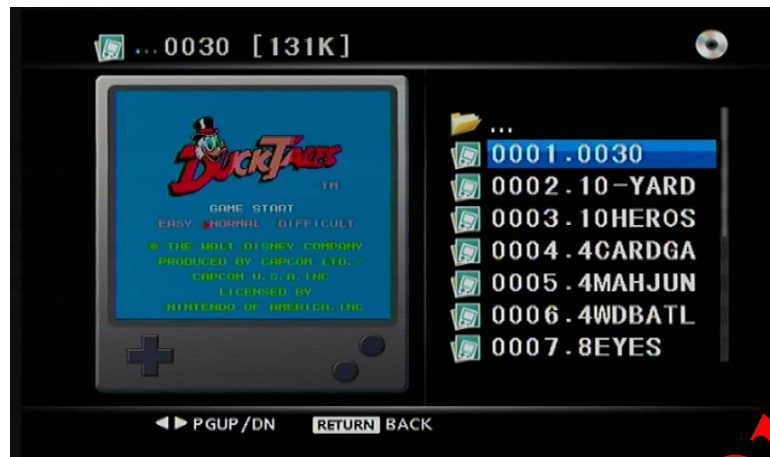 ...0030 [131K]
DUCKTALES
TM
GAME START
EASY NORMAL DIFFICULT
© THE WALT DISNEY COMPANY
PRODUCED BY CAPCOM LTD./
CAPCOM U.S.A. INC
LICENSED BY
NINTENDO OF AMERICA. INC
...
0001.0030
0002.10-YARD
0003.10HEROS
0004.4CARDGA
0005.4MAHJUN
0006.4WDBATL
0007.8EYES
PGUP/DN RETURN BACK